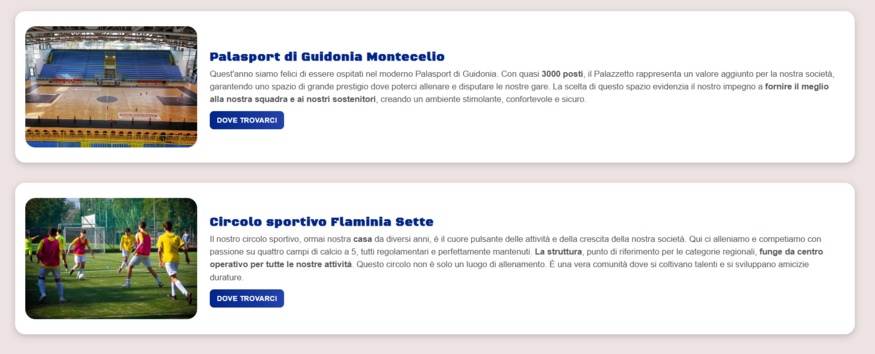 Palasport di Guidonia Montecelio
Quest'anno siamo felici di essere ospitati nel moderno Palasport di Guidonia. Con quasi 3000 posti, il Palazzetto rappresenta un valore aggiunto per la nostra società,
garantendo uno spazio di grande prestigio dove poterci allenare e disputare le nostre gare. La scelta di questo spazio evidenzia il nostro impegno a fornire il meglio
alla nostra squadra e ai nostri sostenitori, creando un ambiente stimolante, confortevole e sicuro.
DOVE TROVARCI
Circolo sportivo Flaminia Sette
Il nostro circolo sportivo, ormai nostra casa da diversi anni, è il cuore pulsante delle attività e della crescita della nostra società. Qui ci alleniamo e competiamo con
passione su quattro campi di calcio a 5, tutti regolamentari e perfettamente mantenuti. La struttura, punto di riferimento per le categorie regionali, funge da centro
operativo per tutte le nostre attività. Questo circolo non è solo un luogo di allenamento. È una vera comunità dove si coltivano talenti e si sviluppano amicizie
durature.
DOVE TROVARCI